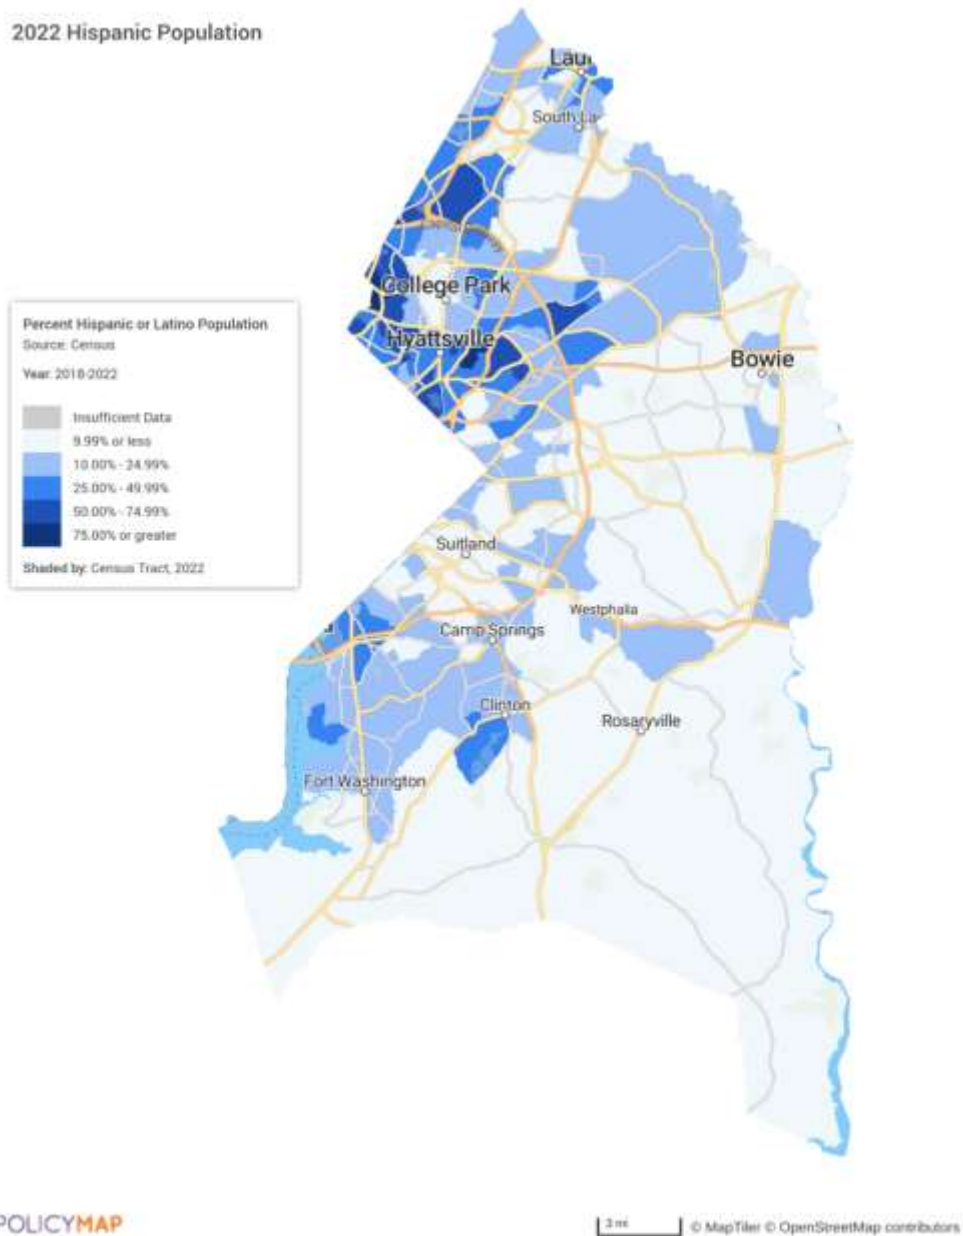 2022 Hispanic Population
Lau
South La
College Park
Hyattsville
Bowie
Percent Hispanic or Latino Population
Source: Census
Year: 2018-2022
Insufficient Data
9.99% or less
10.00% - 24.99%
25.00% - 49.99%
50.00% - 74.99%
75.00% or greater
Shaded by: Census Tract, 2022
Suitland
Westphalia
Camp Springs
Clinton
Rosaryville
Fort Washington
POLICYMAP
3 mi
© MapTiler © OpenStreetMap contributors